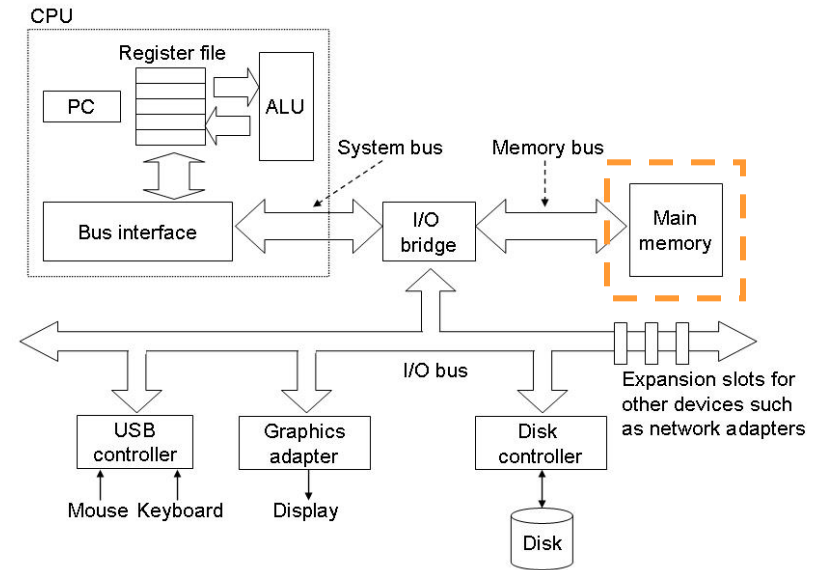 CPU
Register file
PC
ALU
System bus
Memory bus
Bus interface
I/O
bridge
Main
memory
I/O bus
Expansion slots for
other devices such
as network adapters
USB
controller
Graphics
adapter
Disk
controller
Mouse
Keyboard
Display
Disk